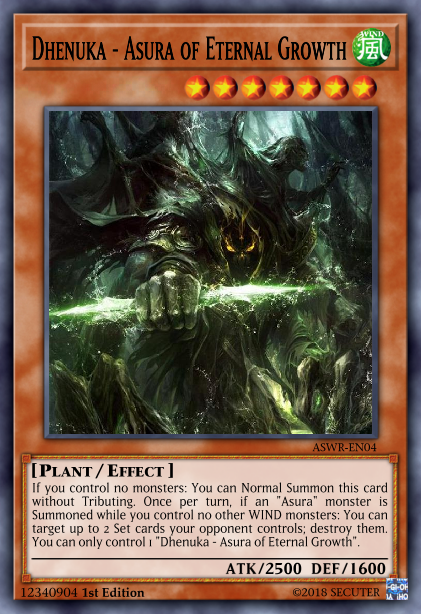 Dhenuka - Asura of Eternal Growth
WIND
風
ASWR-EN04
[Plant / Effect]
If you control no monsters: You can Normal Summon this card
without Tributing. Once per turn, if an "Asura" monster is
Summoned while you control no other WIND monsters: You can
target up to 2 Set cards your opponent controls; destroy them.
You can only control 1 "Dhenuka - Asura of Eternal Growth".
ATK/2500 DEF/1600
12340904 1st Edition
©2018 SECUTER